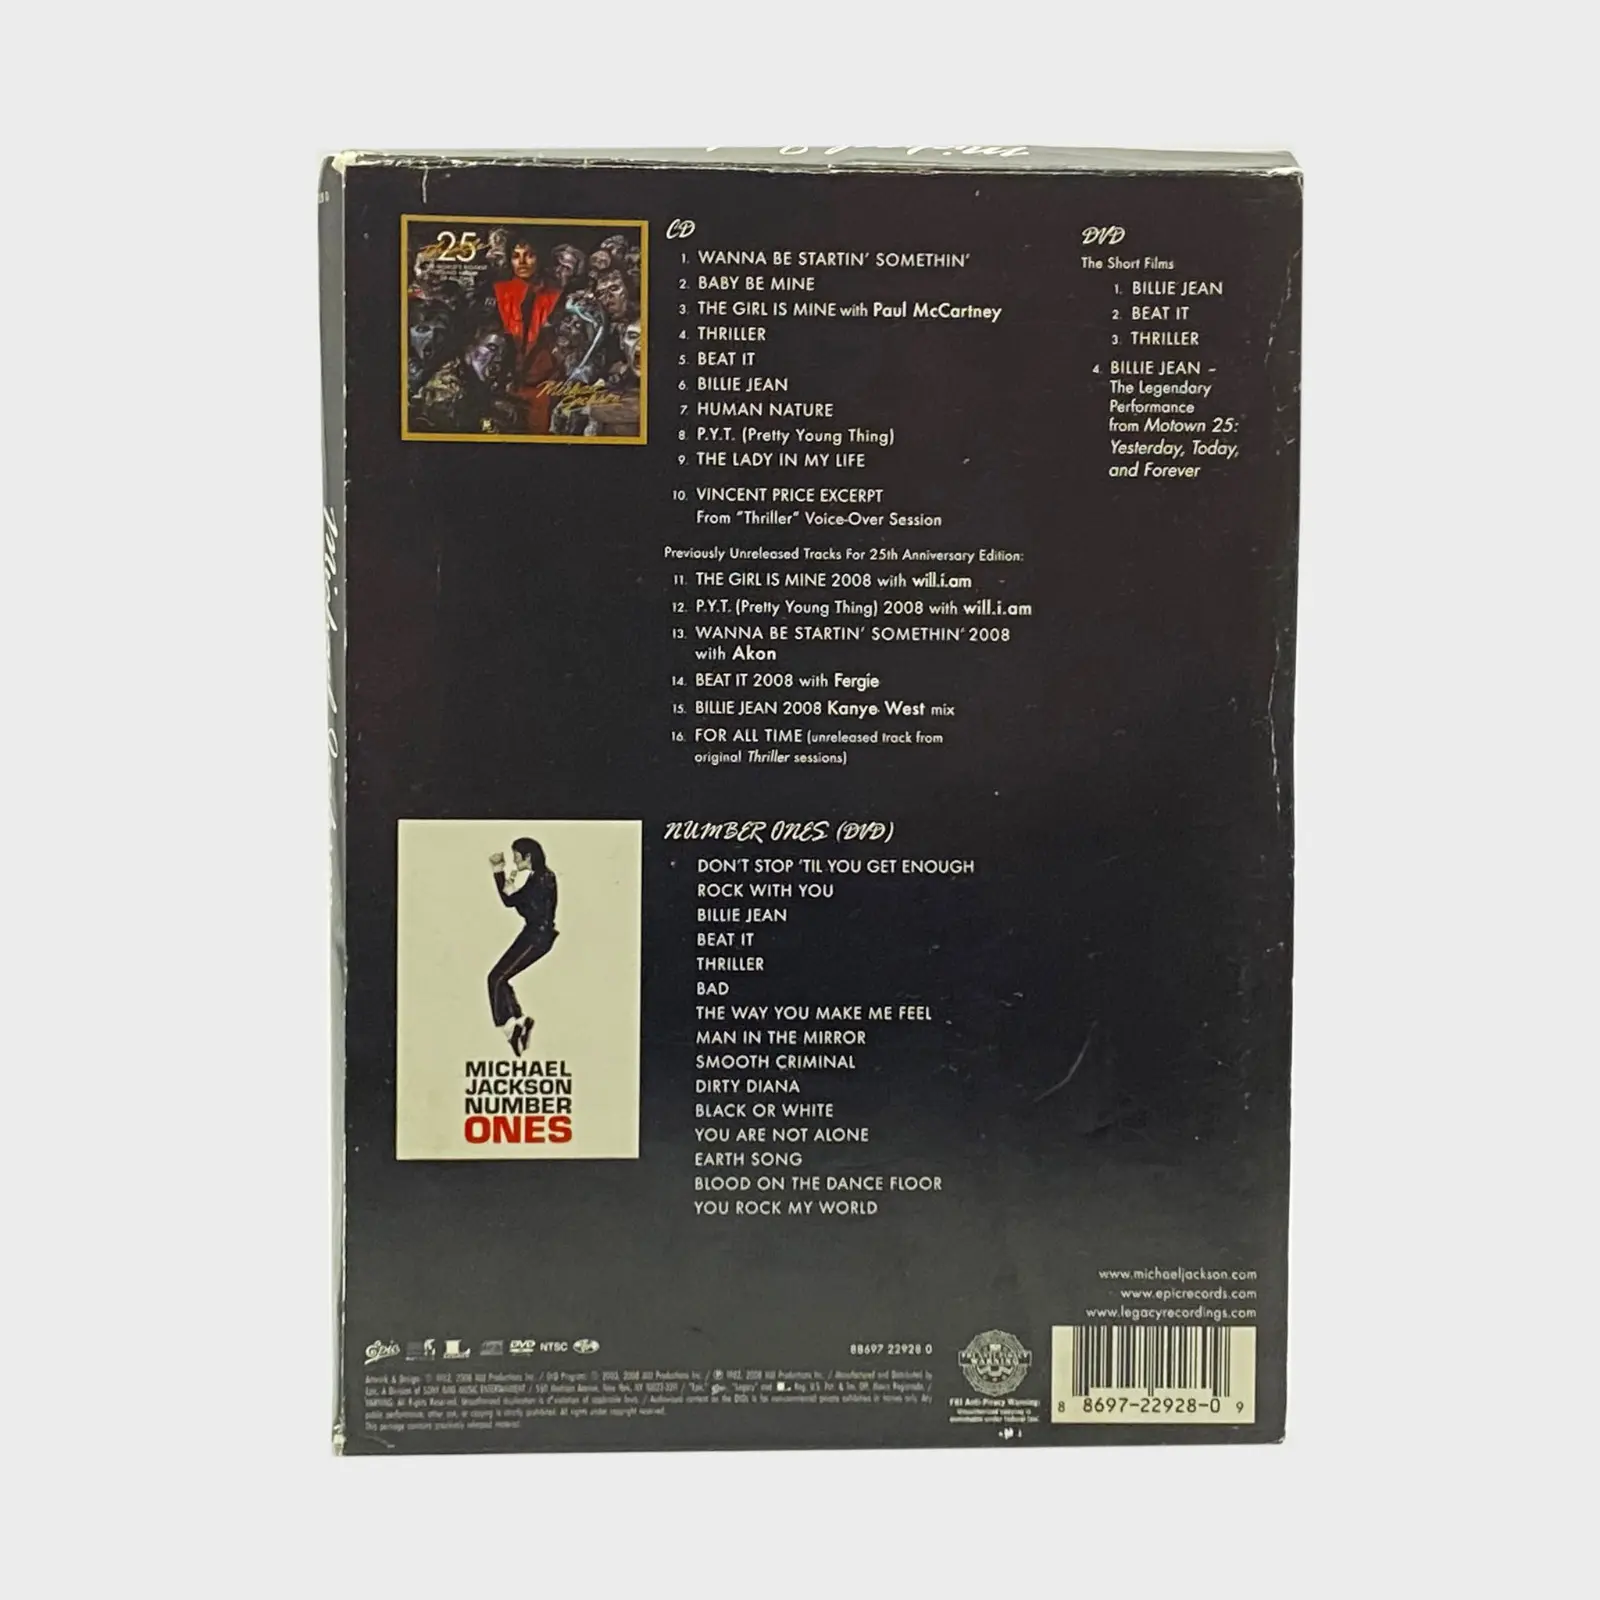 25
Michael
Jackson
CD
1. WANNA BE STARTIN' SOMETHIN'
2. BABY BE MINE
3. THE GIRL IS MINE with Paul McCartney
4. THRILLER
5. BEAT IT
6. BILLIE JEAN
7. HUMAN NATURE
8. P.Y.T. (Pretty Young Thing)
9. THE LADY IN MY LIFE
10. VINCENT PRICE EXCERPT
From "Thriller" Voice-Over Session
Previously Unreleased Tracks For 25th Anniversary Edition:
11. THE GIRL IS MINE 2008 with will.i.am
12. P.Y.T. (Pretty Young Thing) 2008 with will.i.am
13. WANNA BE STARTIN' SOMETHIN' 2008
with Akon
14. BEAT IT 2008 with Fergie
15. BILLIE JEAN 2008 Kanye West mix
16. FOR ALL TIME (unreleased track from
original Thriller sessions)
DVD
The Short Films
1. BILLIE JEAN
2. BEAT IT
3. THRILLER
4. BILLIE JEAN –
The Legendary
Performance
from Motown 25:
Yesterday, Today,
and Forever
MICHAEL
JACKSON
NUMBER
ONES
NUMBER ONES (DVD)
DON'T STOP 'TIL YOU GET ENOUGH
ROCK WITH YOU
BILLIE JEAN
BEAT IT
THRILLER
BAD
THE WAY YOU MAKE ME FEEL
MAN IN THE MIRROR
SMOOTH CRIMINAL
DIRTY DIANA
BLACK OR WHITE
YOU ARE NOT ALONE
EARTH SONG
BLOOD ON THE DANCE FLOOR
YOU ROCK MY WORLD
www.michaeljackson.com
www.epicrecords.com
www.legacyrecordings.com
Epic
DVD NTSC
88697 22928 0
WARNING
FBI Anti-Piracy Warning:
8 8697-22928-0 9